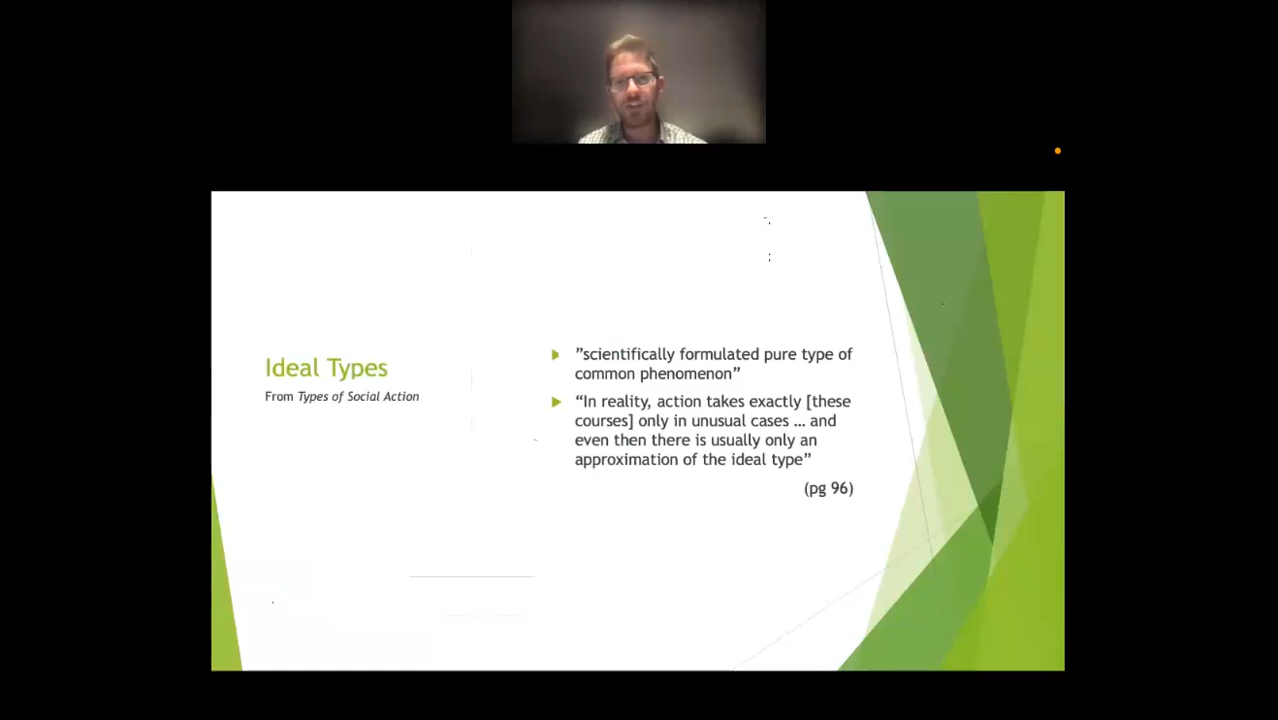 Ideal Types
From Types of Social Action
”scientifically formulated pure type of
common phenomenon”
“In reality, action takes exactly [these
courses] only in unusual cases … and
even then there is usually only an
approximation of the ideal type”
(pg 96)